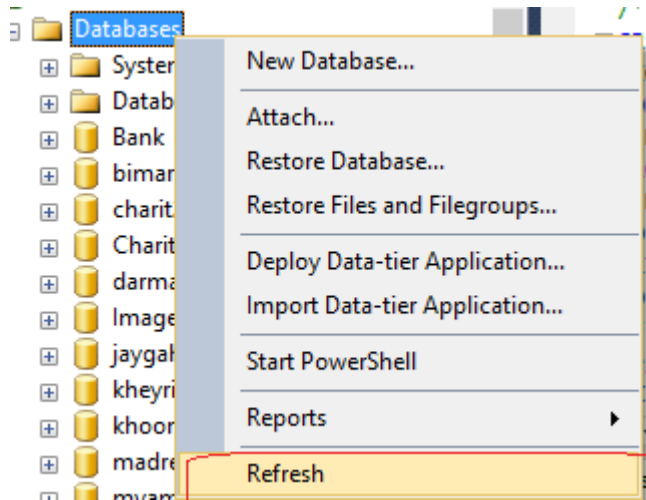 Databases
System
Datab
Bank
bimar
charit
Charit
darma
Image
jaygah
kheyri
khoor
madre
New Database...
Attach...
Restore Database...
Restore Files and Filegroups...
Deploy Data-tier Application...
Import Data-tier Application...
Start PowerShell
Reports
Refresh